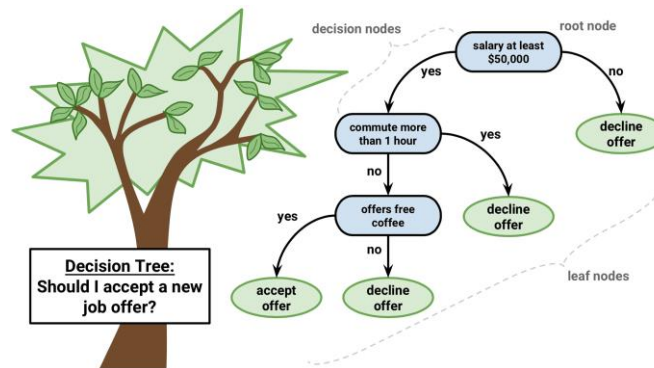 decision nodes
root node
salary at least
$50,000
yes
no
commute more
than 1 hour
yes
decline
offer
no
offers free
coffee
decline
offer
yes
no
leaf nodes
Decision Tree:
Should I accept a new
job offer?
accept
offer
decline
offer